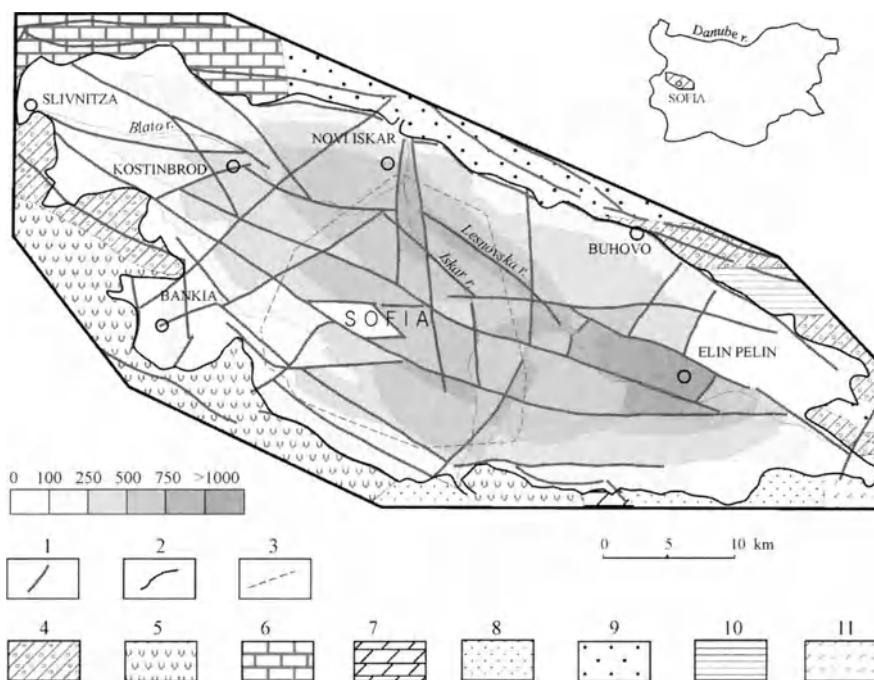 Danube r.
SOFIA
SLIVNITZA
Blato r.
NOVI ISKAR
KOSTINBROD
BUHOVO
Lesnovska r.
Iskar r.
BANKIA
SOFIA
ELIN PELIN
0 100 250 500 750 >1000
0 5 10 km
1 2 3
4 5 6 7 8 9 10 11